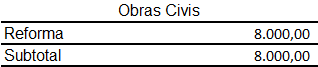 Obras Civis
Reforma 8.000,00
Subtotal 8.000,00